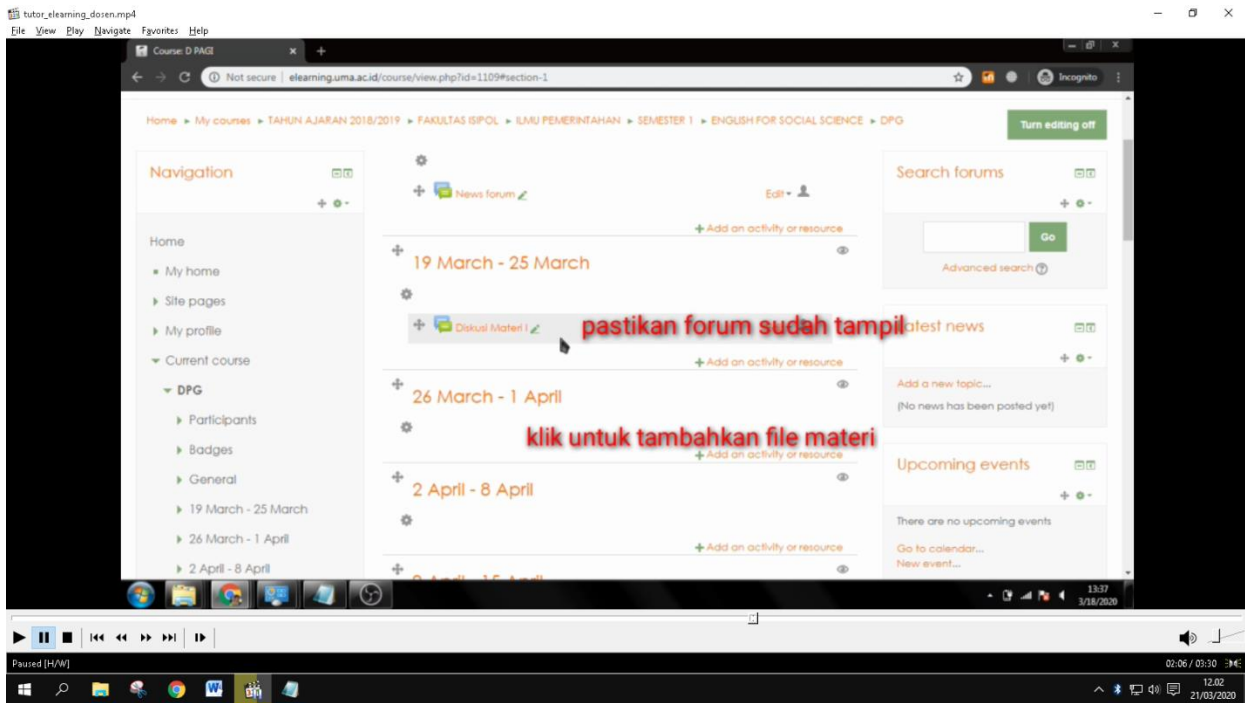 tutor_elearning_dosen.mp4
File View Play Navigate Favorites Help
Course: D PAGI
Not secure | elearning.uma.ac.id/course/view.php?id=1109#section-1
Incognito
Home ► My courses ► TAHUN AJARAN 2018/2019 ► FAKULTAS ISIPOL ► ILMU PEMERINTAHAN ► SEMESTER 1 ► ENGLISH FOR SOCIAL SCIENCE ► DPG
Turn editing off
Navigation
Home
My home
Site pages
My profile
Current course
DPG
Participants
Badges
General
19 March - 25 March
26 March - 1 April
2 April - 8 April
News forum
Edit
Add an activity or resource
19 March - 25 March
Diskusi Materi I
pastikan forum sudah tampil
Add an activity or resource
26 March - 1 April
klik untuk tambahkan file materi
Add an activity or resource
2 April - 8 April
Add an activity or resource
Search forums
Go
Advanced search
Latest news
Add a new topic...
(No news has been posted yet)
Upcoming events
There are no upcoming events
Go to calendar...
New event...
13:37
3/18/2020
Paused [H/W]
02:06 / 03:30
12.02
21/03/2020